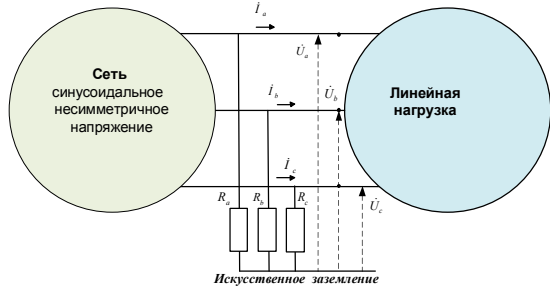 İ a
Сеть
синусоидальное
несимметричное
напряжение
U̇ a
İ b
U̇ b
Линейная
нагрузка
İ c
R a
R b
R c
U̇ c
Искусственное заземление